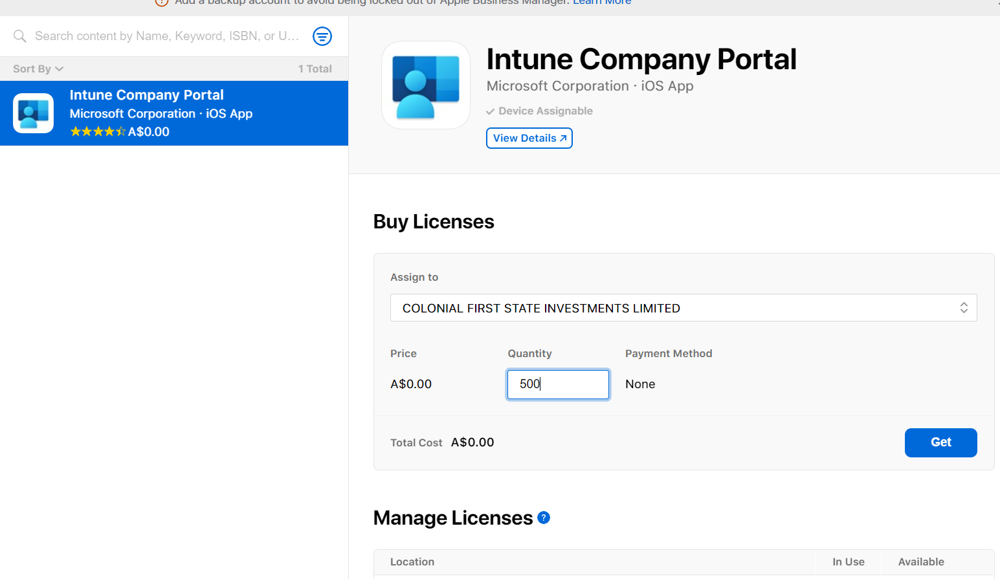 Add a backup account to avoid being locked out of Apple Business Manager. Learn More
Search content by Name, Keyword, ISBN, or U...
Sort By
1 Total
Intune Company Portal
Microsoft Corporation · iOS App
A$0.00
Intune Company Portal
Microsoft Corporation · iOS App
Device Assignable
View Details
Buy Licenses
Assign to
COLONIAL FIRST STATE INVESTMENTS LIMITED
Price
Quantity
Payment Method
A$0.00
500
None
Total Cost A$0.00
Get
Manage Licenses ?
Location
In Use
Available